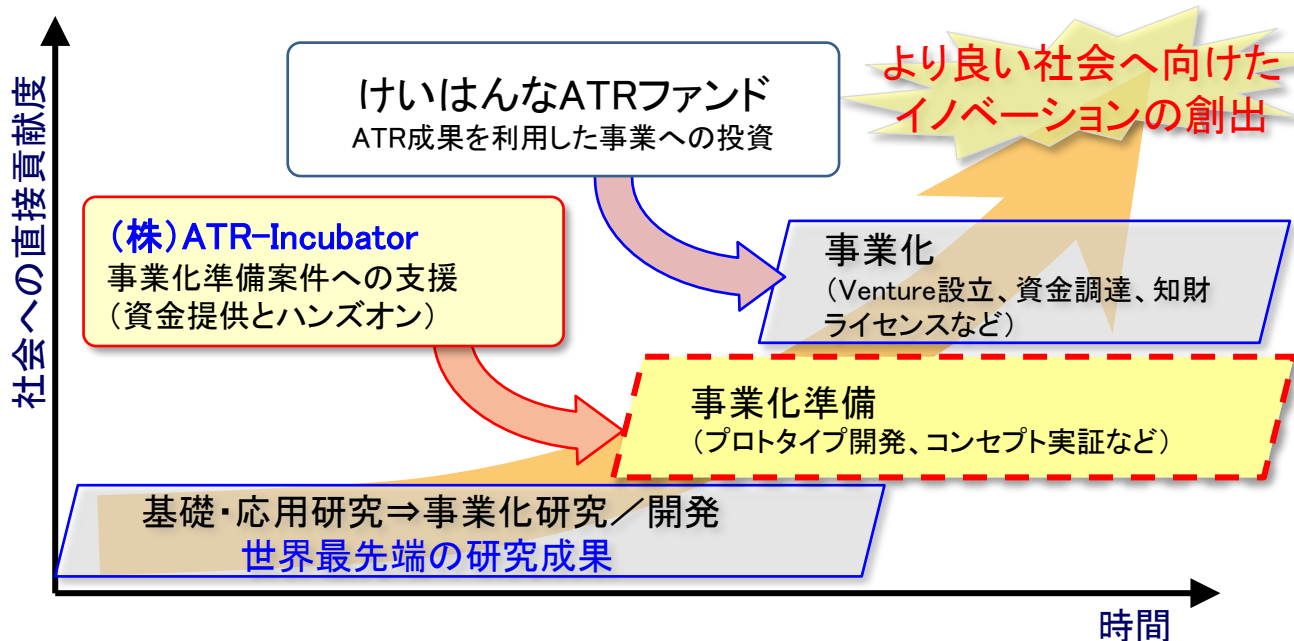 社会への直接貢献度
けいはんなATRファンド
ATR成果を利用した事業への投資
より良い社会へ向けた
イノベーションの創出
（株）ATR-Incubator
事業化準備案件への支援
（資金提供とハンズオン）
事業化
（Venture設立、資金調達、知財
ライセンスなど）
事業化準備
（プロトタイプ開発、コンセプト実証など）
基礎・応用研究⇒事業化研究／開発
世界最先端の研究成果
時間